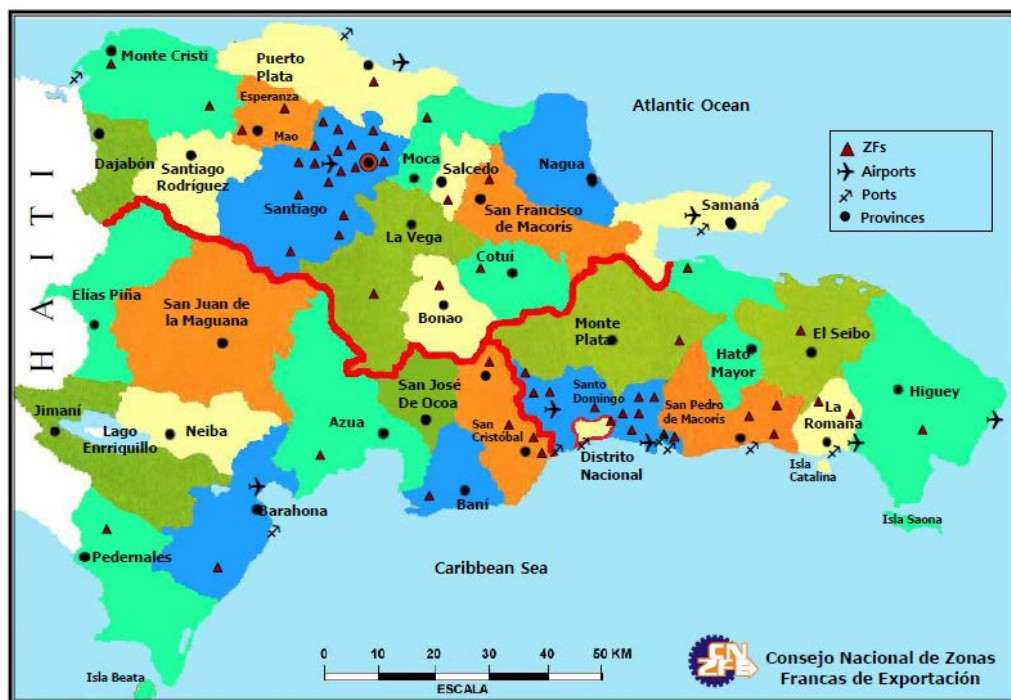 Monte Cristi
Puerto
Plata
Esperanza
Mao
Atlantic Ocean
ZFs
Airports
Ports
Provinces
Dajabón
Santiago
Rodríguez
Santiago
Moca
Salcedo
Nagua
San Francisco
de Macorís
Samaná
HAITI
La Vega
Cotuí
Elías Piña
San Juan de
la Maguana
Bonao
Monte
Plata
El Seibo
Hato
Mayor
Higuey
Jimaní
Lago
Enrriquillo
Neiba
Azua
San José
De Ocoa
San
Cristóbal
Santo
Domingo
San Pedro
de Macorís
La
Romana
Distrito
Nacional
Isla
Catalina
Isla Saona
Baní
Barahona
Pedernales
Caribbean Sea
Isla Beata
0 10 20 30 40 50 KM
ESCALA
CN
ZFE
Consejo Nacional de Zonas
Francas de Exportación